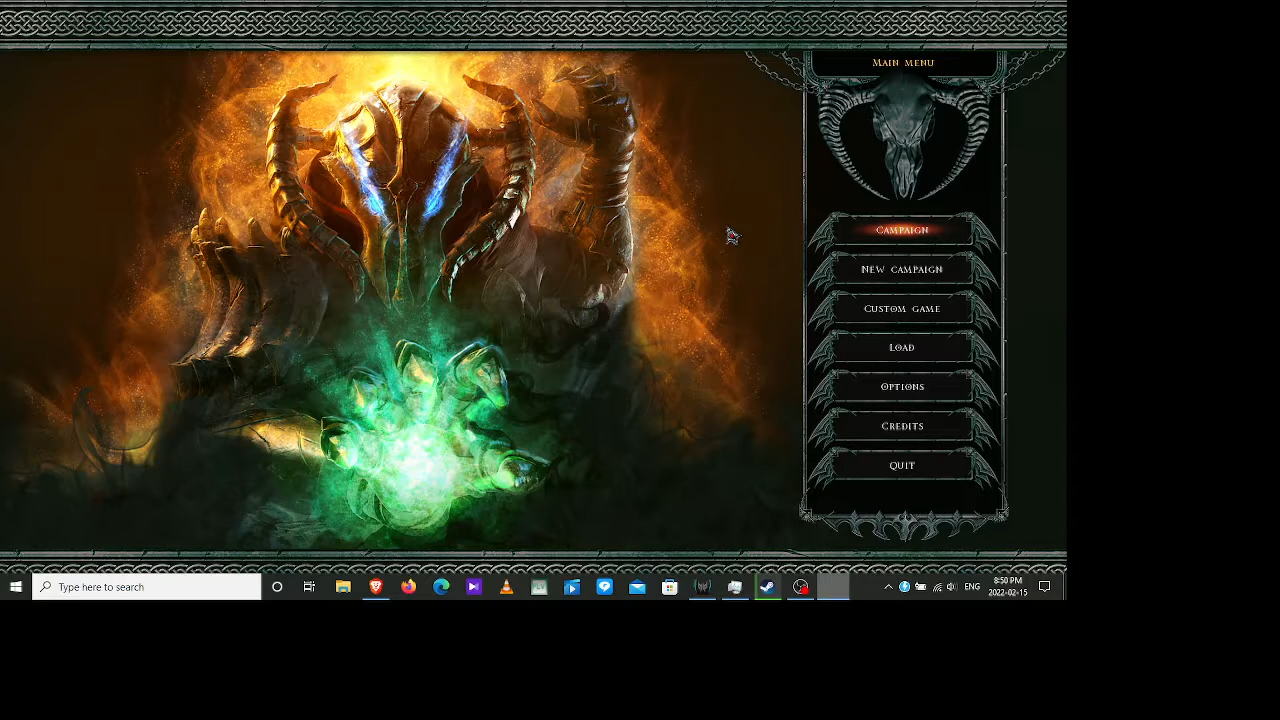 MAIN MENU
CAMPAIGN
NEW CAMPAIGN
CUSTOM GAME
LOAD
OPTIONS
CREDITS
QUIT
Type here to search
ENG
8:50 PM
2022-02-15